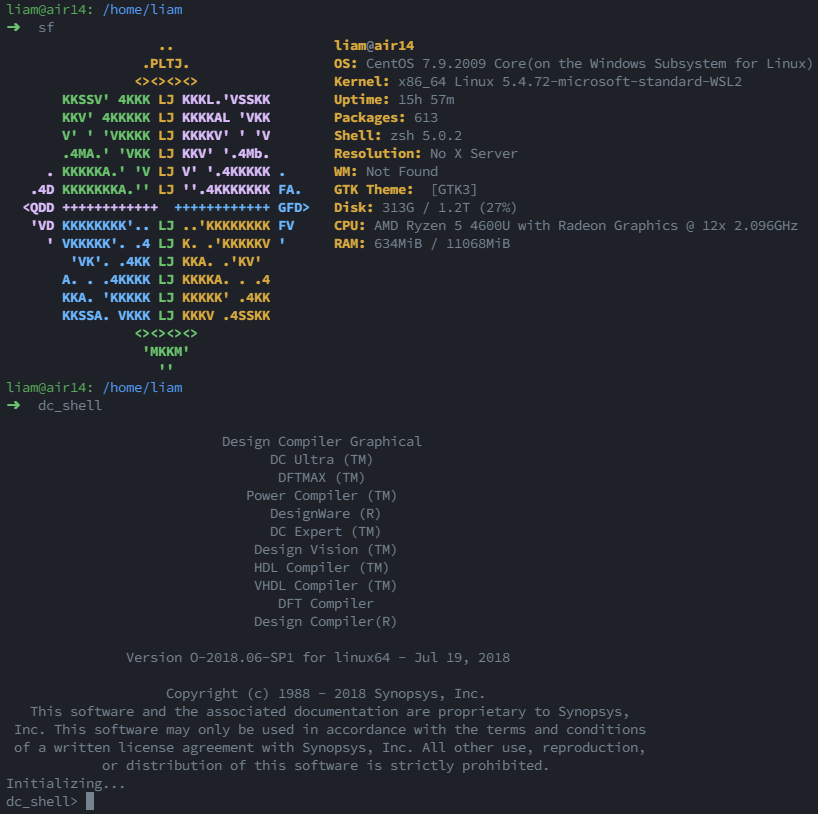 liam@air14: /home/liam
➜  sf
                   ..                    liam@air14
                 .PLTJ.                  OS: CentOS 7.9.2009 Core(on the Windows Subsystem for Linux)
                <><><><>                 Kernel: x86_64 Linux 5.4.72-microsoft-standard-WSL2
       KKSSV' 4KKK LJ KKKL.'VSSKK        Uptime: 15h 57m
       KKV' 4KKKKK LJ KKKKAL 'VKK        Packages: 613
       V' ' 'VKKKK LJ KKKKV' ' 'V        Shell: zsh 5.0.2
       .4MA.' 'VKK LJ KKV' '.4Mb.        Resolution: No X Server
     . KKKKKA.' 'V LJ V' '.4KKKKK .      WM: Not Found
   .4D KKKKKKKA.'' LJ ''.4KKKKKKK FA.    GTK Theme:  [GTK3]
  <QDD ++++++++++++  ++++++++++++ GFD>   Disk: 313G / 1.2T (27%)
   'VD KKKKKKKK'.. LJ ..'KKKKKKKK FV     CPU: AMD Ryzen 5 4600U with Radeon Graphics @ 12x 2.096GHz
     ' VKKKKK'. .4 LJ K. .'KKKKKV '      RAM: 634MiB / 11068MiB
        'VK'. .4KK LJ KKA. .'KV'
       A. . .4KKKK LJ KKKKA. . .4
       KKA. 'KKKKK LJ KKKKK' .4KK
       KKSSA. VKKK LJ KKKV .4SSKK
                <><><><>
                 'MKKM'
                   ''
liam@air14: /home/liam
➜  dc_shell
Design Compiler Graphical
DC Ultra (TM)
DFTMAX (TM)
Power Compiler (TM)
DesignWare (R)
DC Expert (TM)
Design Vision (TM)
HDL Compiler (TM)
VHDL Compiler (TM)
DFT Compiler
Design Compiler(R)
Version O-2018.06-SP1 for linux64 - Jul 19, 2018
Copyright (c) 1988 - 2018 Synopsys, Inc.
This software and the associated documentation are proprietary to Synopsys,
Inc. This software may only be used in accordance with the terms and conditions
of a written license agreement with Synopsys, Inc. All other use, reproduction,
or distribution of this software is strictly prohibited.
Initializing...
dc_shell>